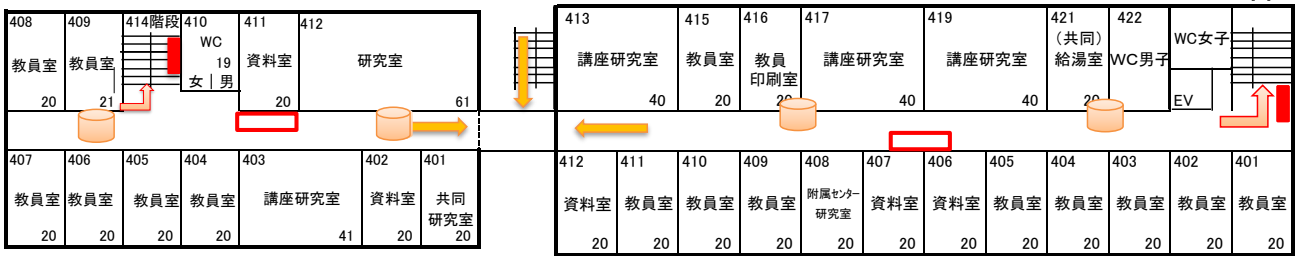 408
教員室
20
409
教員室
21
414階段
410
WC
19
女｜男
411
資料室
20
412
研究室
61
413
講座研究室
40
415
教員室
20
416
教員
印刷室
20
417
講座研究室
40
419
講座研究室
40
421
（共同）
給湯室
20
422
WC男子
WC女子
EV
407
教員室
20
406
教員室
20
405
教員室
20
404
教員室
20
403
講座研究室
41
402
資料室
20
401
共同
研究室
20
412
資料室
20
411
教員室
20
410
教員室
20
409
教員室
20
408
附属センター
研究室
20
407
資料室
20
406
資料室
20
405
教員室
20
404
教員室
20
403
教員室
20
402
教員室
20
401
教員室
20